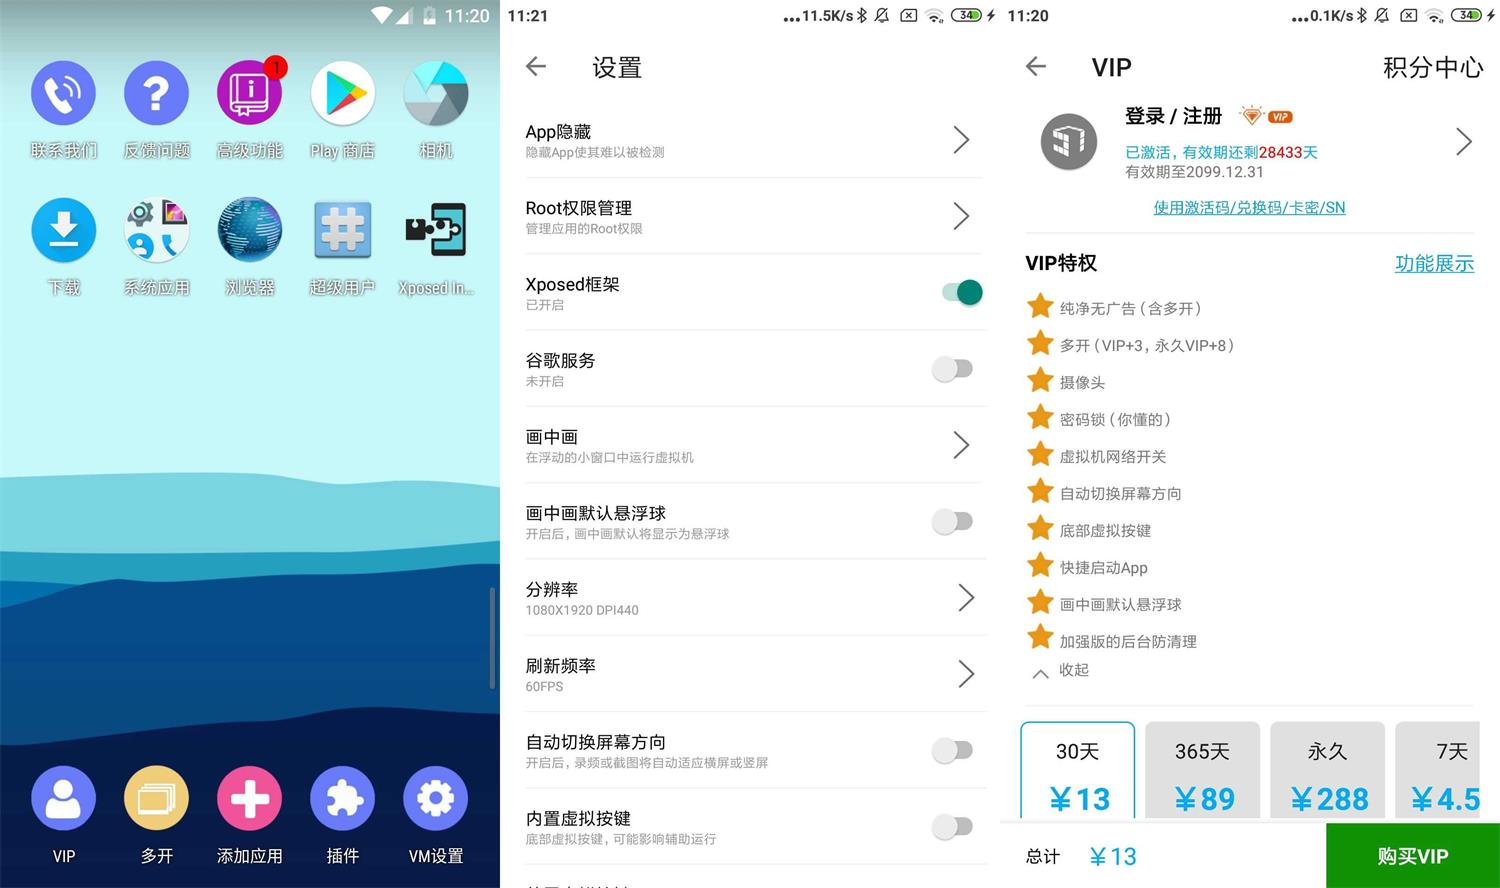 11:20
1
联系我们 反馈问题 高级功能 Play 商店 相机
下载 系统应用 浏览器 超级用户 Xposed In...
VIP 多开 添加应用 插件 VM设置
11:21 ...11.5K/s 34
设置
App隐藏
隐藏App使其难以被检测
Root权限管理
管理应用的Root权限
Xposed框架
已开启
谷歌服务
未开启
画中画
在浮动的小窗口中运行虚拟机
画中画默认悬浮球
开启后，画中画默认将显示为悬浮球
分辨率
1080X1920 DPI440
刷新频率
60FPS
自动切换屏幕方向
开启后，录频或截图将自动适应横屏或竖屏
内置虚拟按键
底部虚拟按键，可能影响辅助运行
11:20 ...0.1K/s 34
VIP 积分中心
登录 / 注册 VIP
已激活，有效期还剩28433天
有效期至2099.12.31
使用激活码/兑换码/卡密/SN
VIP特权 功能展示
纯净无广告（含多开）
多开（VIP+3，永久VIP+8）
摄像头
密码锁（你懂的）
虚拟机网络开关
自动切换屏幕方向
底部虚拟按键
快捷启动App
画中画默认悬浮球
加强版的后台防清理
收起
30天 365天 永久 7天
￥13 ￥89 ￥288 ￥4.5
总计 ￥13 购买VIP